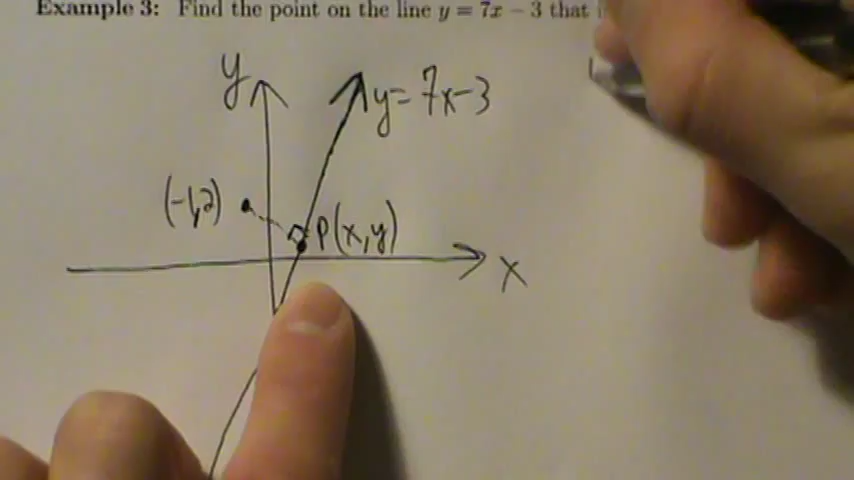 Example 3: Find the point on the line y = 7x − 3 that
y
y = 7x-3
(-1,2)
P(x,y)
x